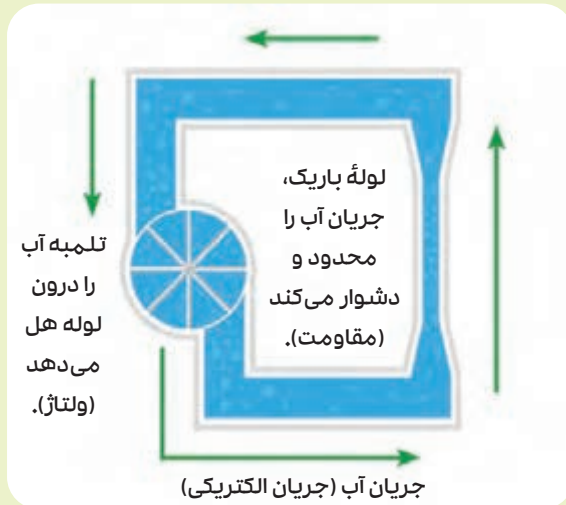 لولهٔ باریک،
جریان آب را
محدود و
دشوار می‌کند
(مقاومت).
تلمبه آب
را درون
لوله هل
می‌دهد
(ولتاژ).
جریان آب (جریان الکتریکی)